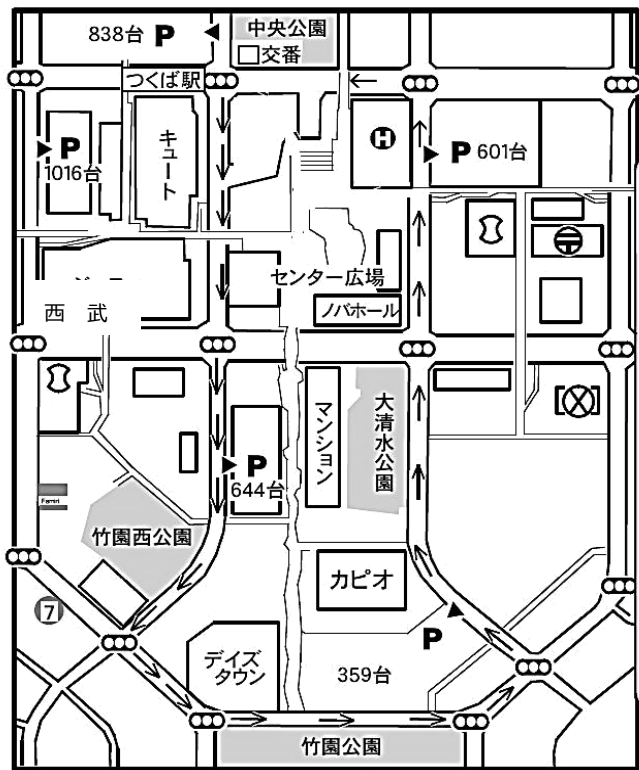 838台 P
中央公園
交番
つくば駅
キュート
P
1016台
H
P 601台
センター広場
ノバホール
西 武
マンション
大清水公園
P
644台
Famiri
竹園西公園
カピオ
7
P
デイズ
タウン
359台
竹園公園